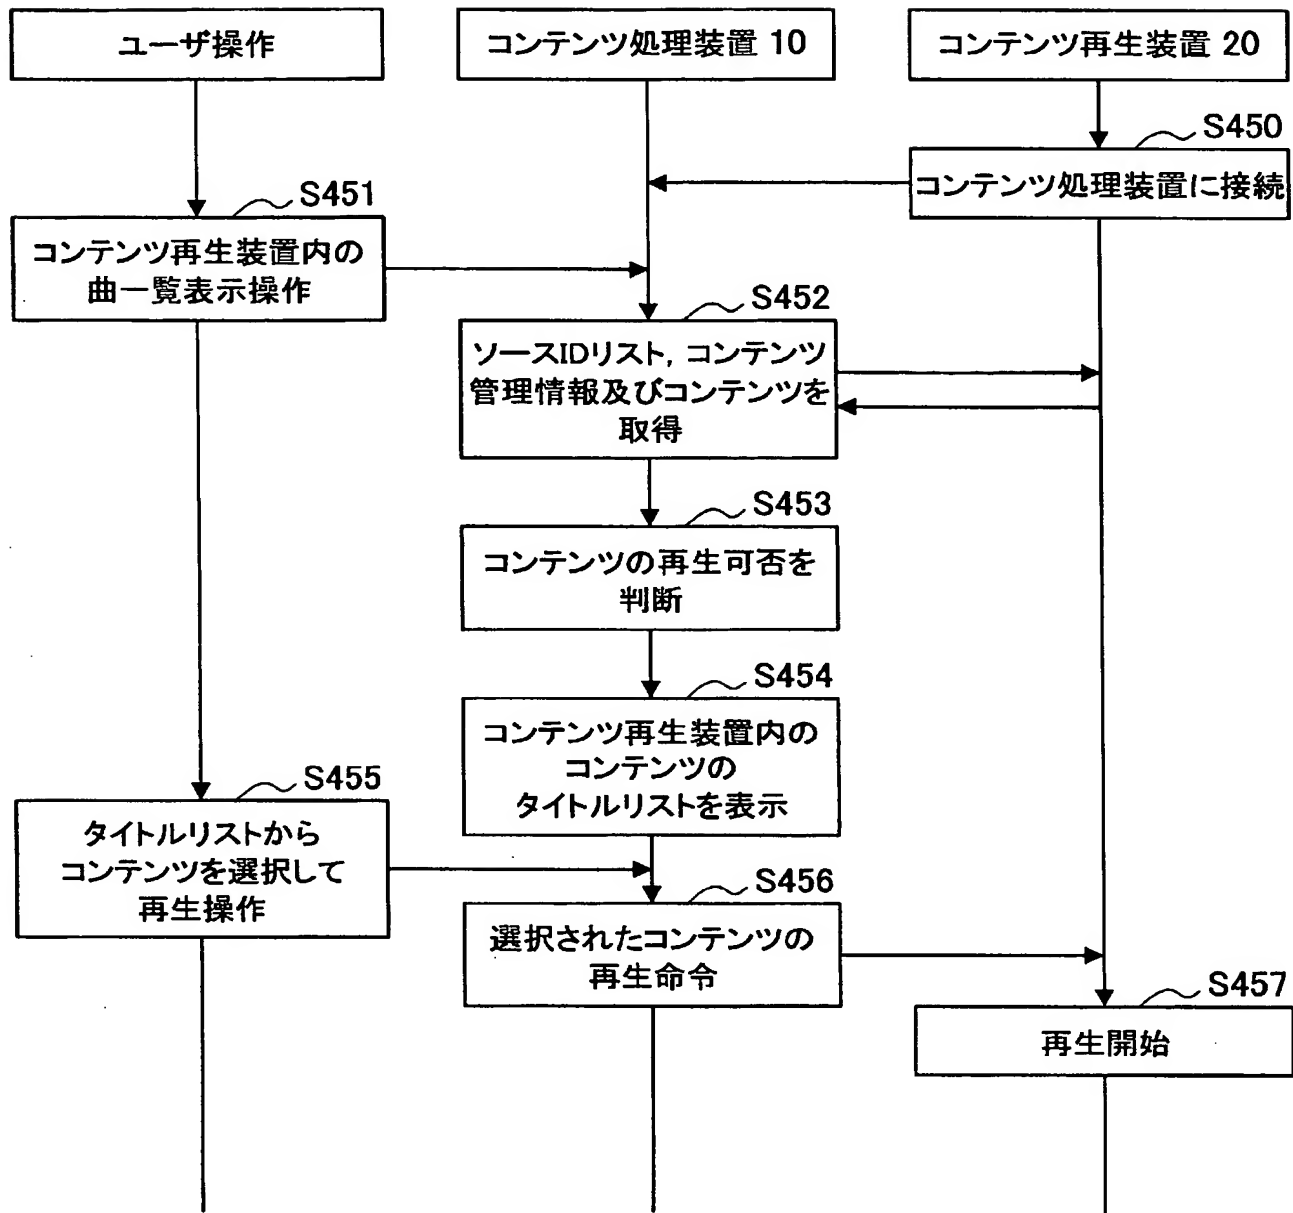 ユーザ操作
コンテンツ処理装置 10
コンテンツ再生装置 20
S450
コンテンツ処理装置に接続
S451
コンテンツ再生装置内の
曲一覧表示操作
S452
ソースIDリスト, コンテンツ
管理情報及びコンテンツを
取得
S453
コンテンツの再生可否を
判断
S454
コンテンツ再生装置内の
コンテンツの
タイトルリストを表示
S455
タイトルリストから
コンテンツを選択して
再生操作
S456
選択されたコンテンツの
再生命令
S457
再生開始